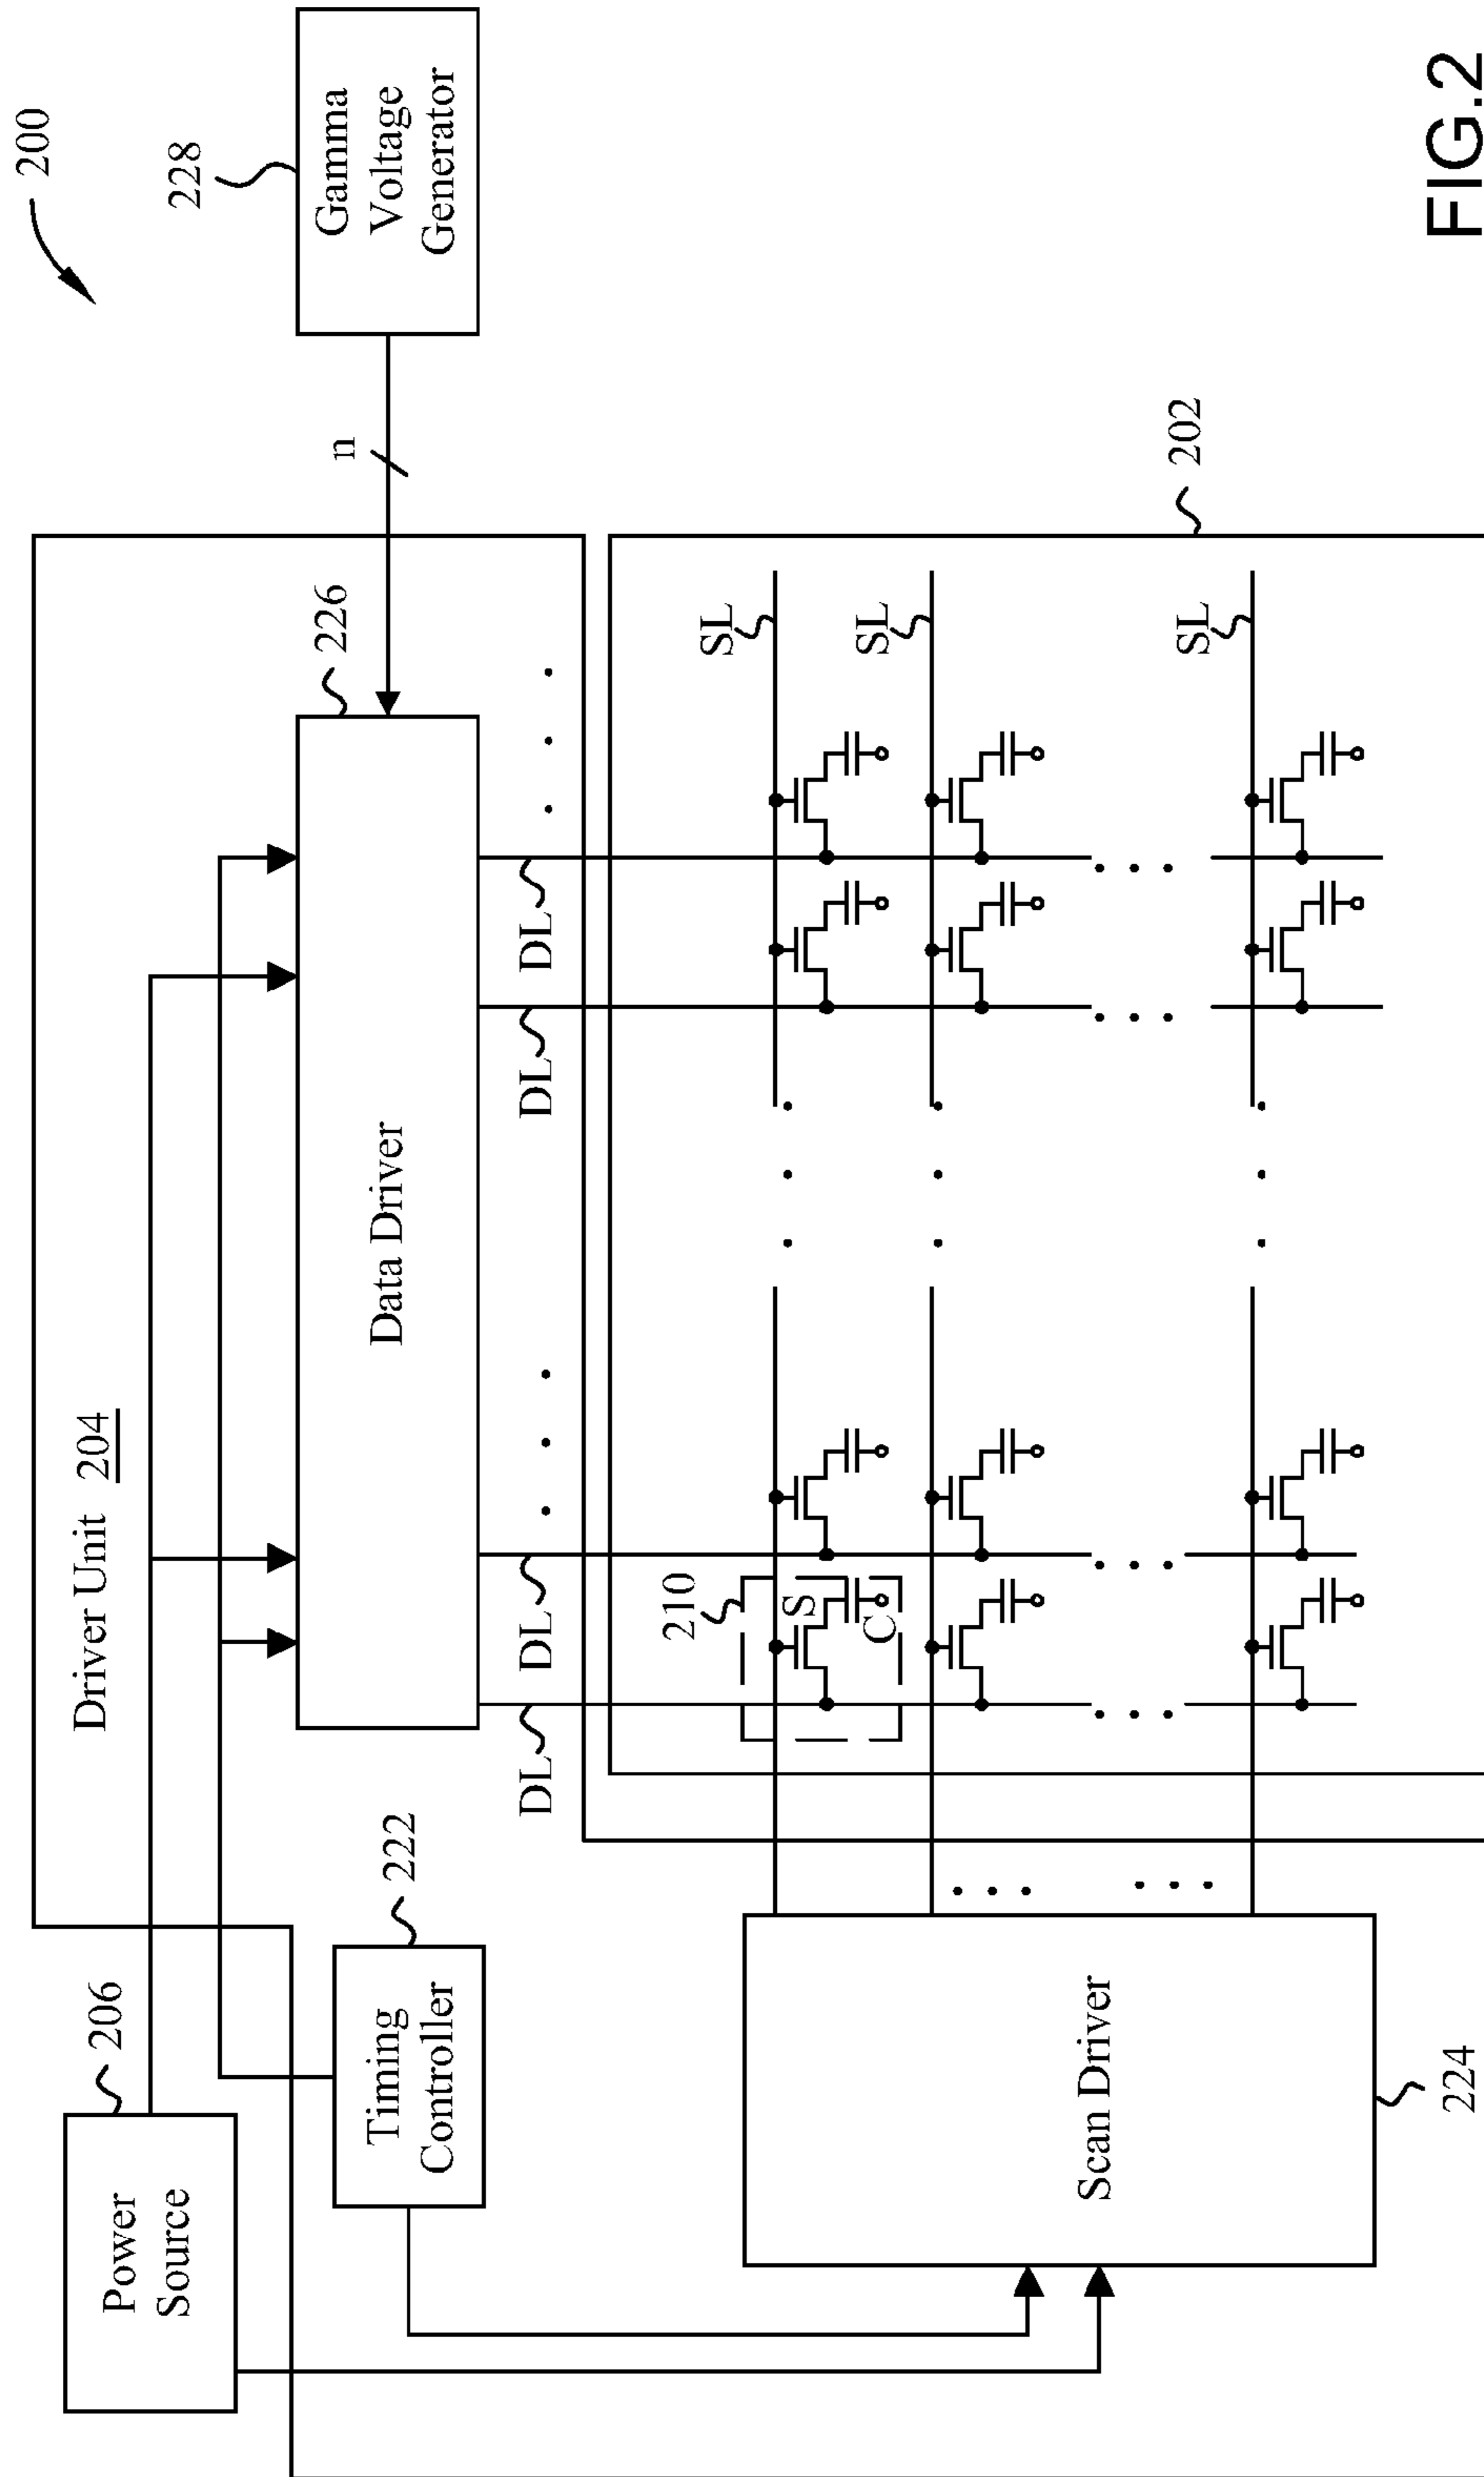 200
Power
Source
206
Driver Unit 204
Timing
Controller
222
Data Driver
226
n
Gamma
Voltage
Generator
228
DL
DL
DL
DL
210
S
C
SL
SL
SL
202
Scan Driver
224
FIG.2